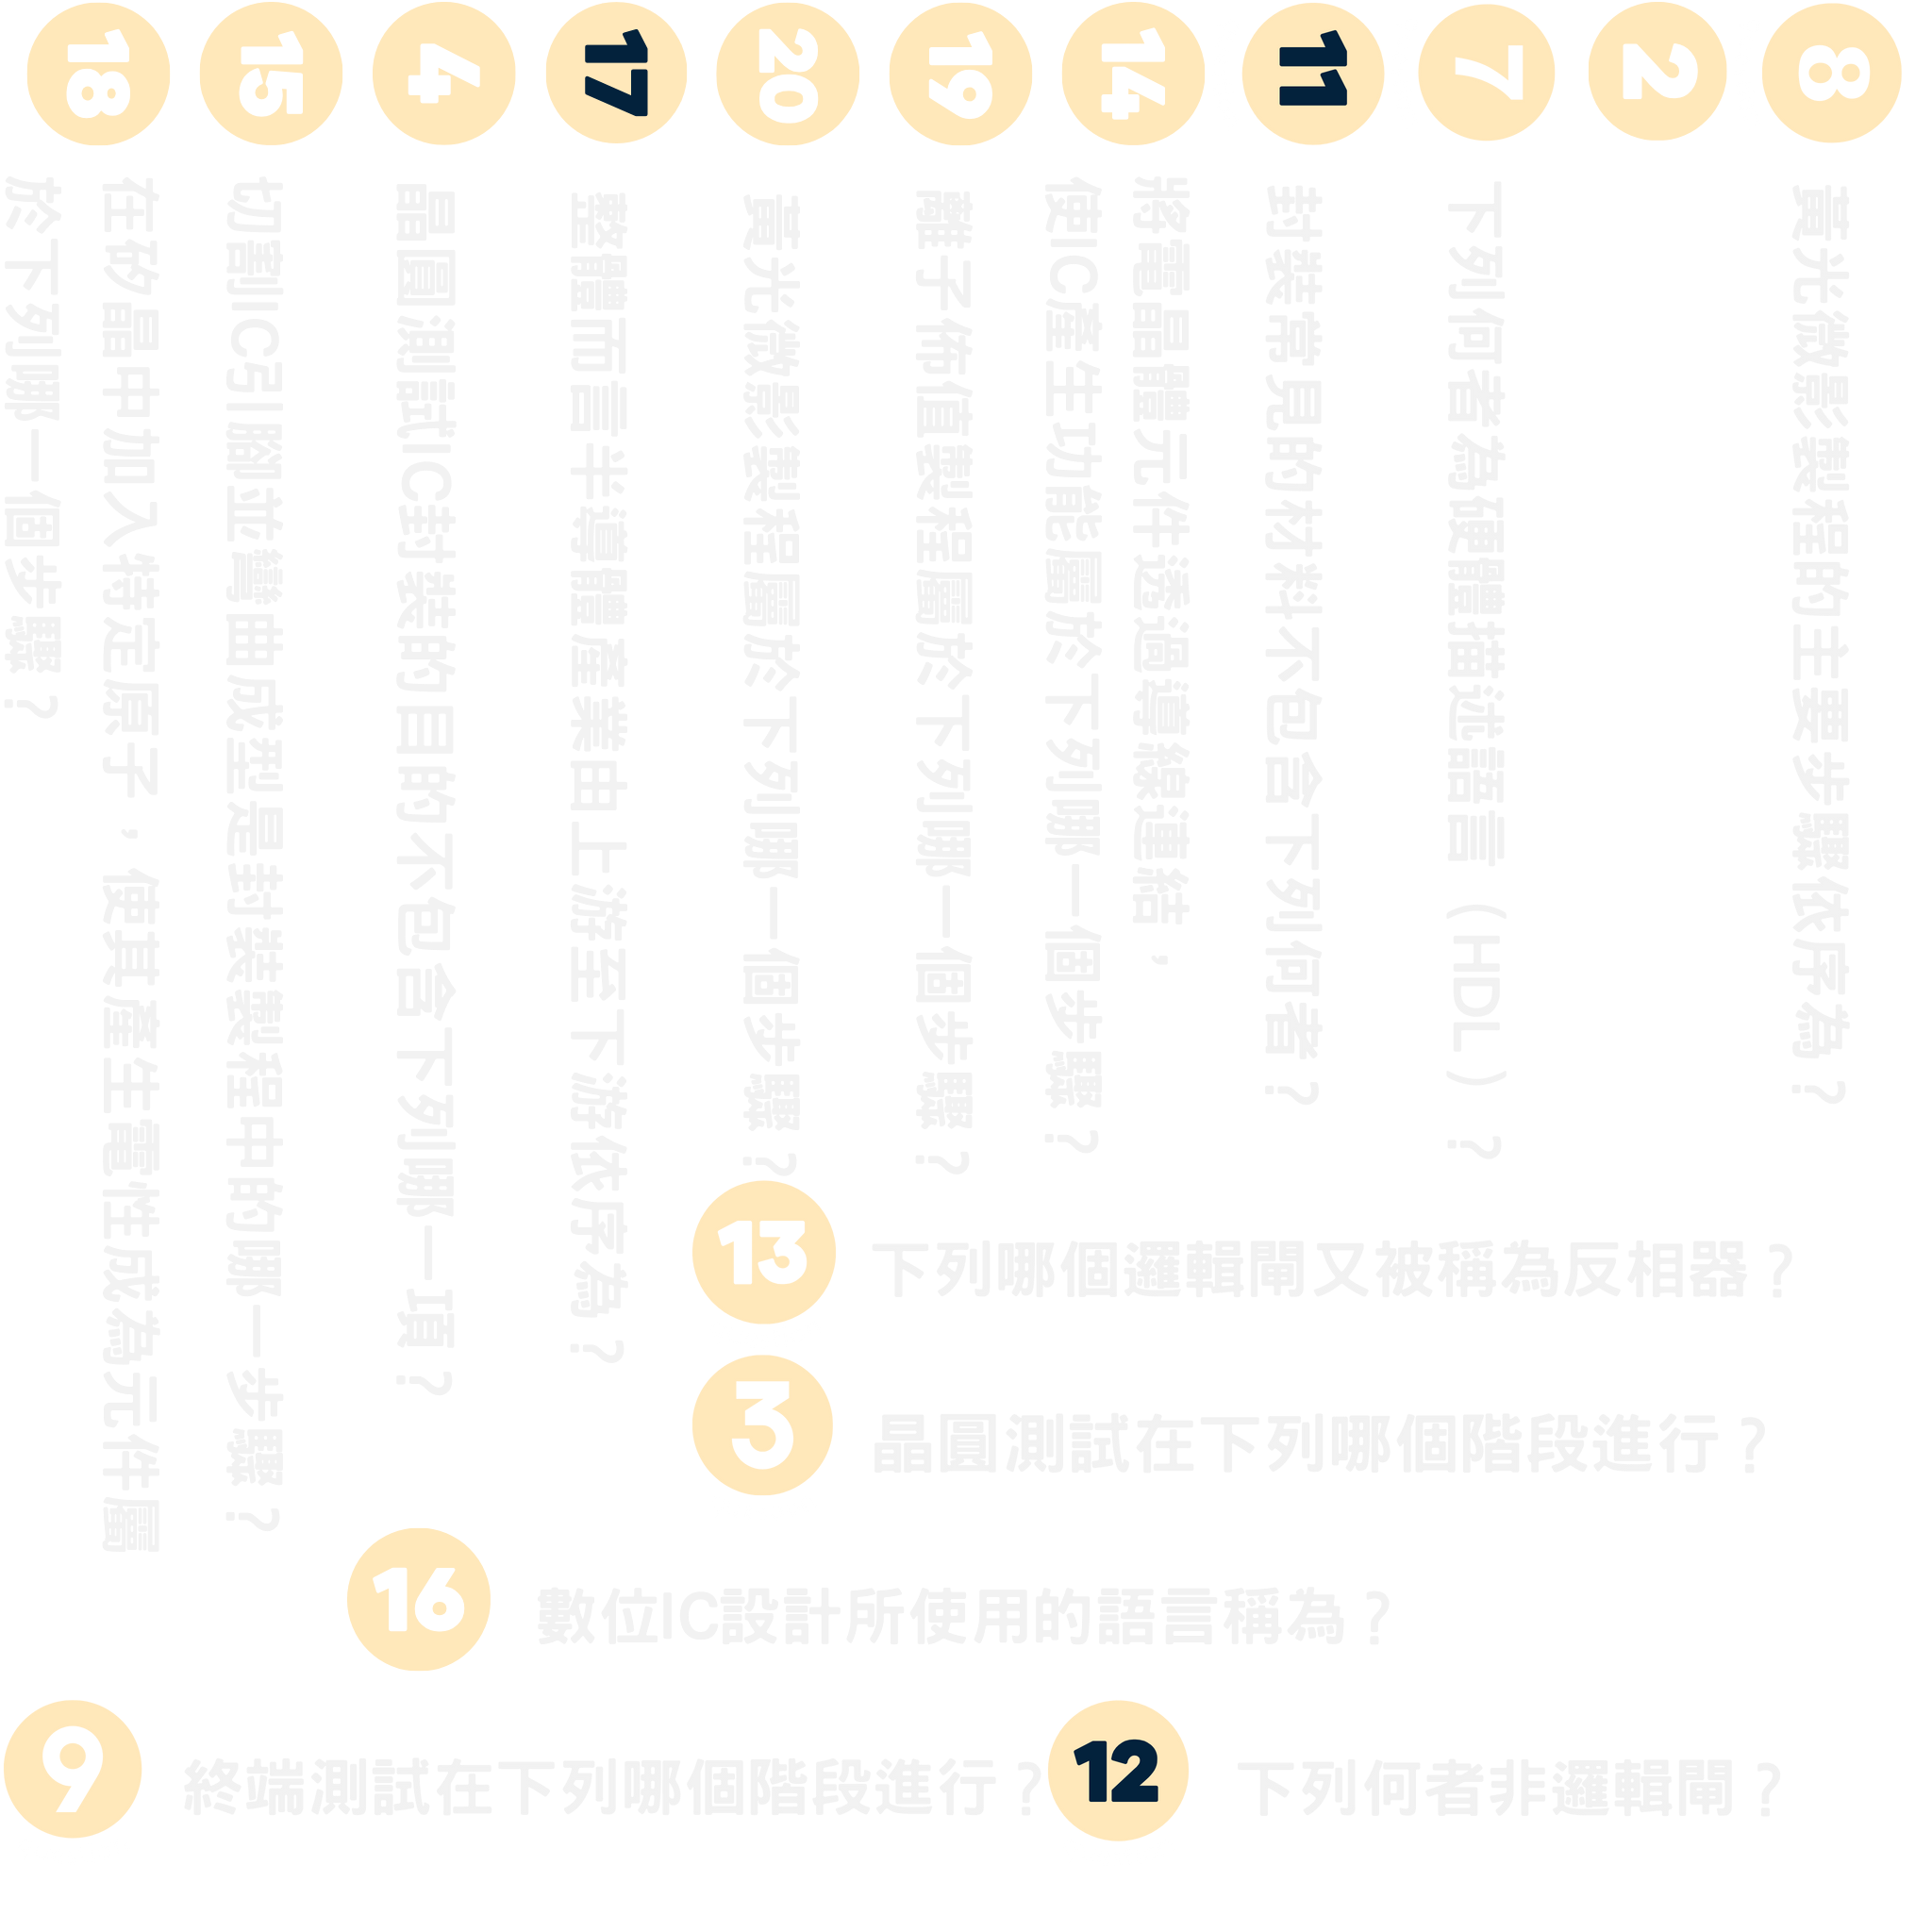 8 黃光微影製程的主要步驟依序為？
2
7 下列何者為硬體描述語言（HDL）？
11 封裝常見的材料不包含下列何者？
14 將電晶體元件透過導線連結，
使IC產生功能屬於下列哪一個步驟？
19 離子佈值製程屬於下列哪一個步驟？
20 黃光微影製程屬於下列哪一個步驟？
17 整體而言半導體產業由上游至下游依序為？
4 晶圓測試IC封裝的目的不包含下列哪一項？
15 切割IC引腳並彎曲成型是封裝製程中的哪一步驟？
18 在矽晶中加入特定原子，使其產生電性成為元件屬
於下列哪一個步驟？
13 下列哪個邏輯閘又被稱為反相器？
3 晶圓測試在下列哪個階段進行？
16 數位IC設計所使用的語言稱為？
9 終端測試在下列哪個階段進行？
12 下列何者非邏輯閘？